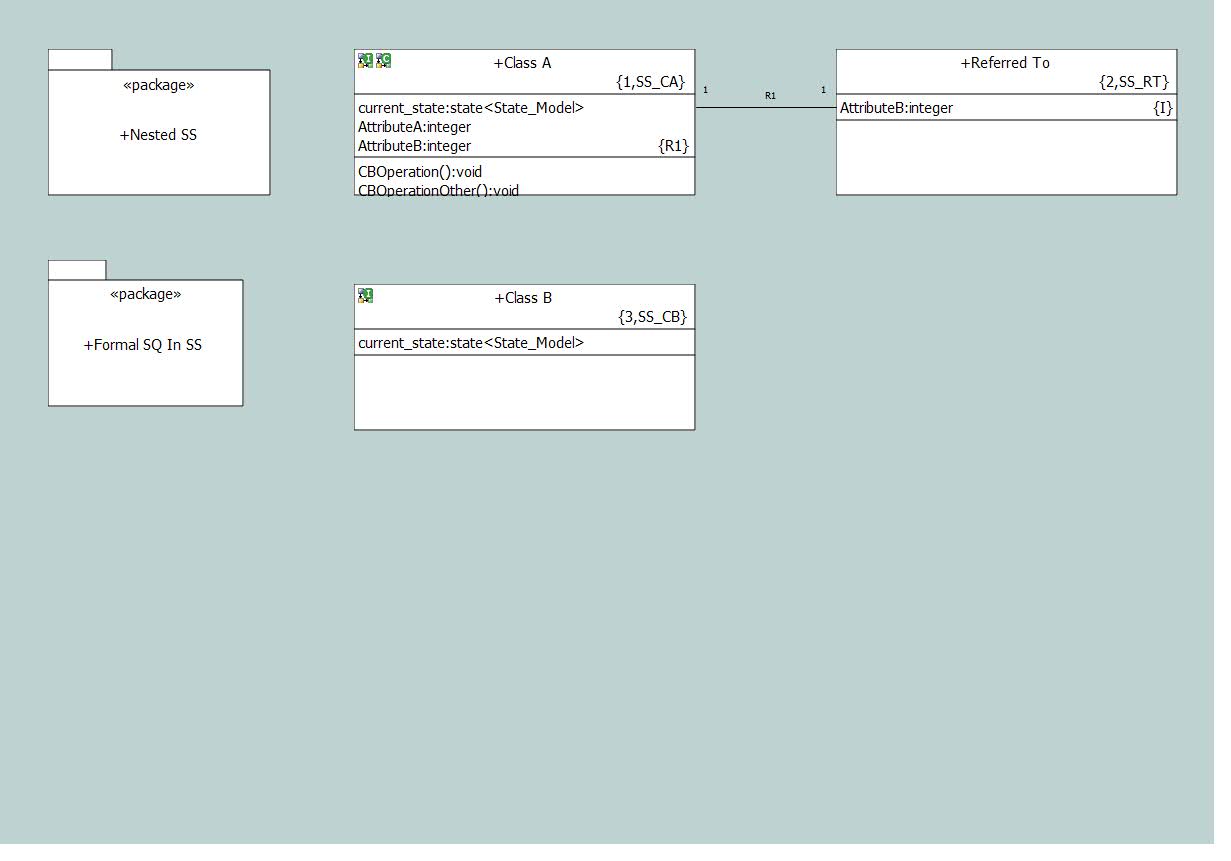 «package»
+Nested SS
I C
+Class A
{1,SS_CA}
current_state:state<State_Model>
AttributeA:integer
AttributeB:integer {R1}
CBOperation():void
CBOperationOther():void
1 R1 1
+Referred To
{2,SS_RT}
AttributeB:integer {I}
«package»
+Formal SQ In SS
I
+Class B
{3,SS_CB}
current_state:state<State_Model>